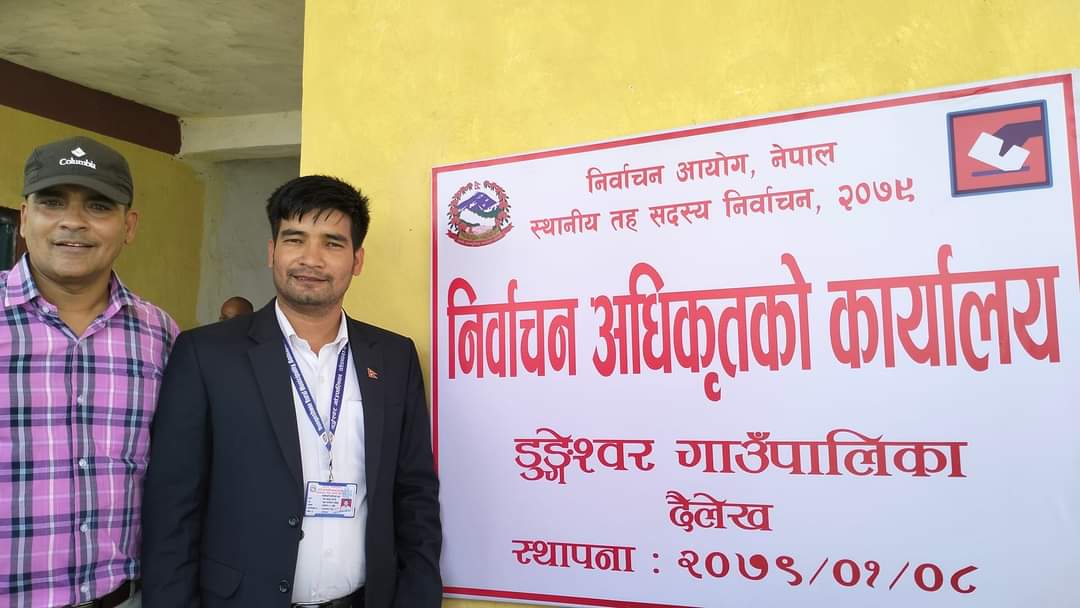 Columbia
निर्वाचन आयोग, नेपाल
स्थानीय तह सदस्य निर्वाचन, २०७९
निर्वाचन अधिकृतको कार्यालय
डुङ्गेश्वर गाउँपालिका
दैलेख
स्थापना : २०७९/०१/०८